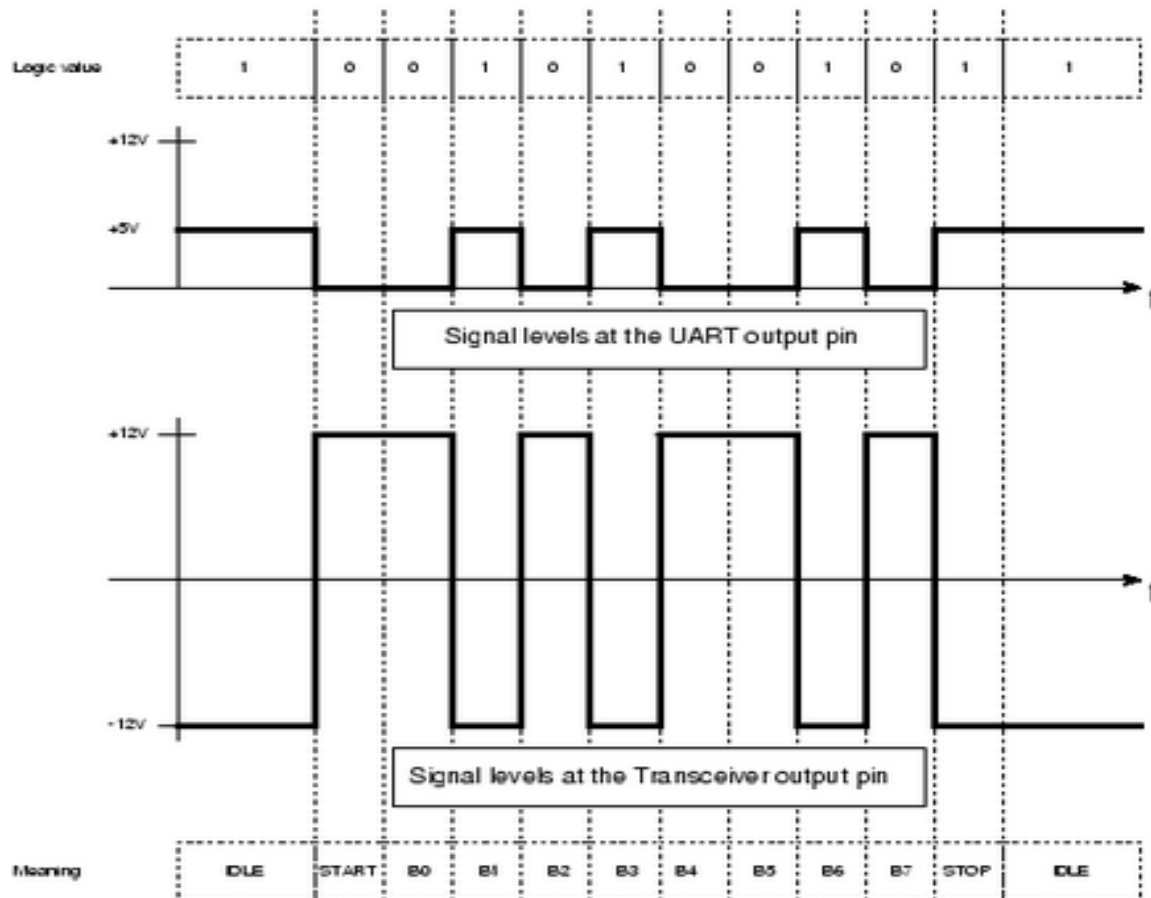 Logic value 1 0 0 1 0 1 0 0 1 0 1 1
+12V
+5V
t
Signal levels at the UART output pin
+12V
t
-12V
Signal levels at the Transceiver output pin
Meaning IDLE START B0 B1 B2 B3 B4 B5 B6 B7 STOP IDLE